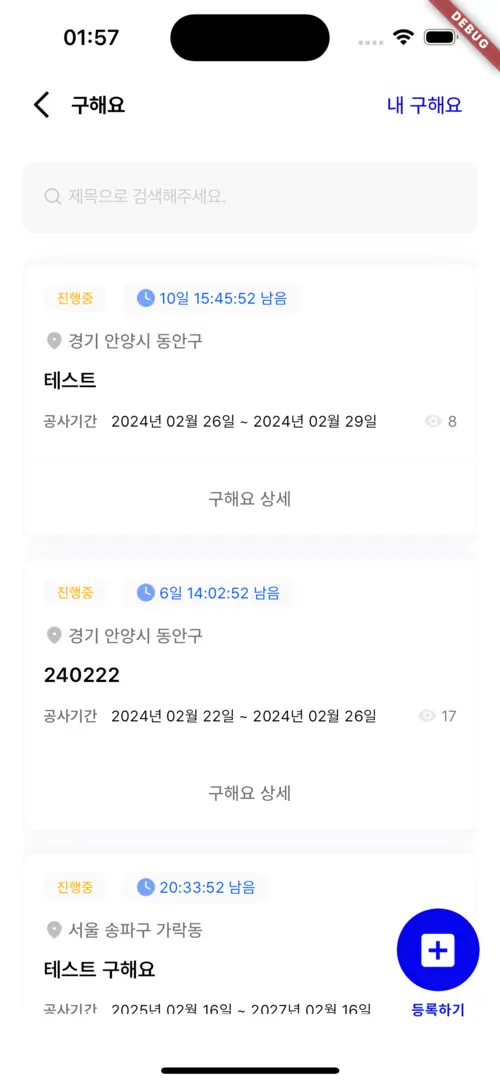 01:57
DEBUG
구해요
내 구해요
제목으로 검색해주세요.
진행중
10일 15:45:52 남음
경기 안양시 동안구
테스트
공사기간 2024년 02월 26일 ~ 2024년 02월 29일 8
구해요 상세
진행중
6일 14:02:52 남음
경기 안양시 동안구
240222
공사기간 2024년 02월 22일 ~ 2024년 02월 26일 17
구해요 상세
진행중
20:33:52 남음
서울 송파구 가락동
테스트 구해요
공사기간 2025년 02월 16일 ~ 2027년 02월 16일
등록하기